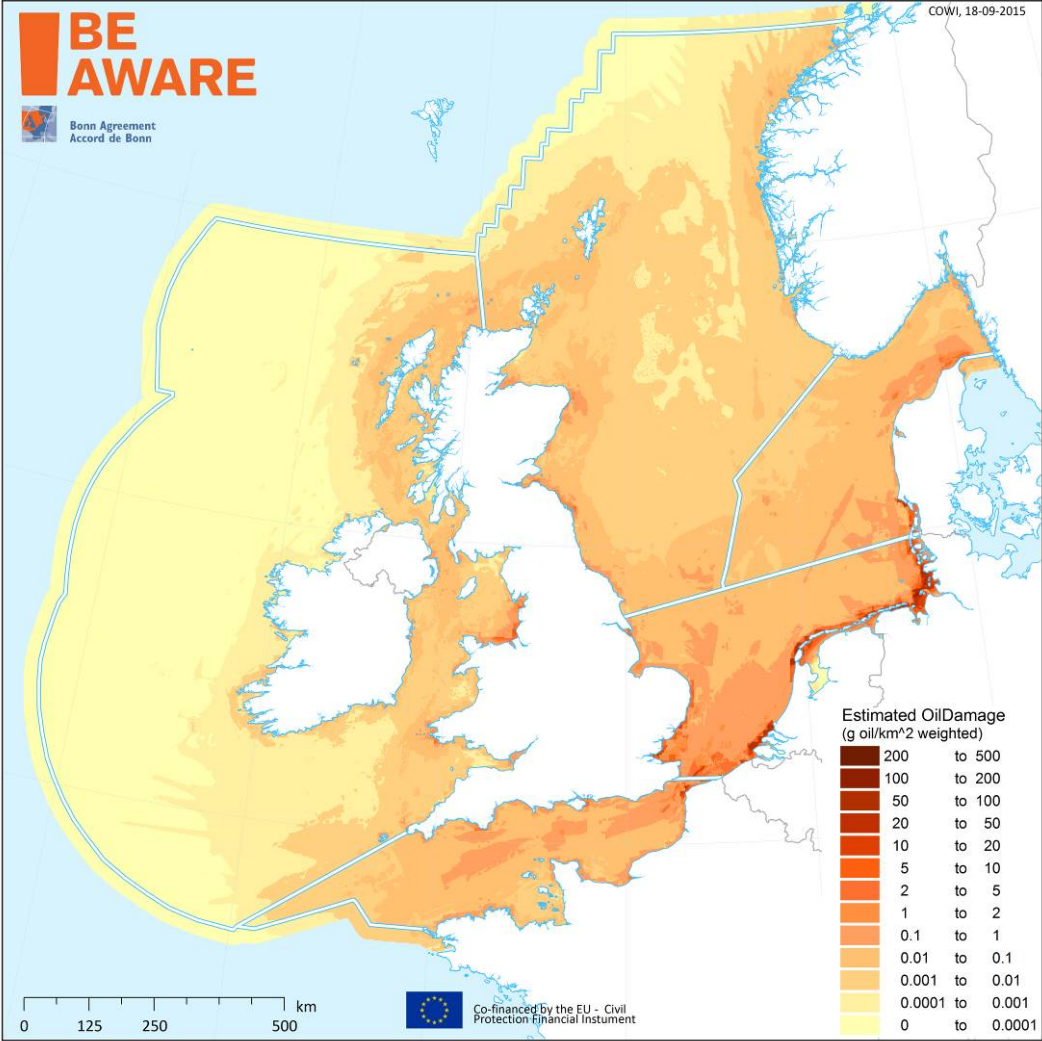 COWI, 18-09-2015
BE
AWARE
Bonn Agreement
Accord de Bonn
Estimated OilDamage
(g oil/km^2 weighted)
200 to 500
100 to 200
50 to 100
20 to 50
10 to 20
5 to 10
2 to 5
1 to 2
0.1 to 1
0.01 to 0.1
0.001 to 0.01
0.0001 to 0.001
0 to 0.0001
km
0 125 250 500
Co-financed by the EU - Civil
Protection Financial Instument